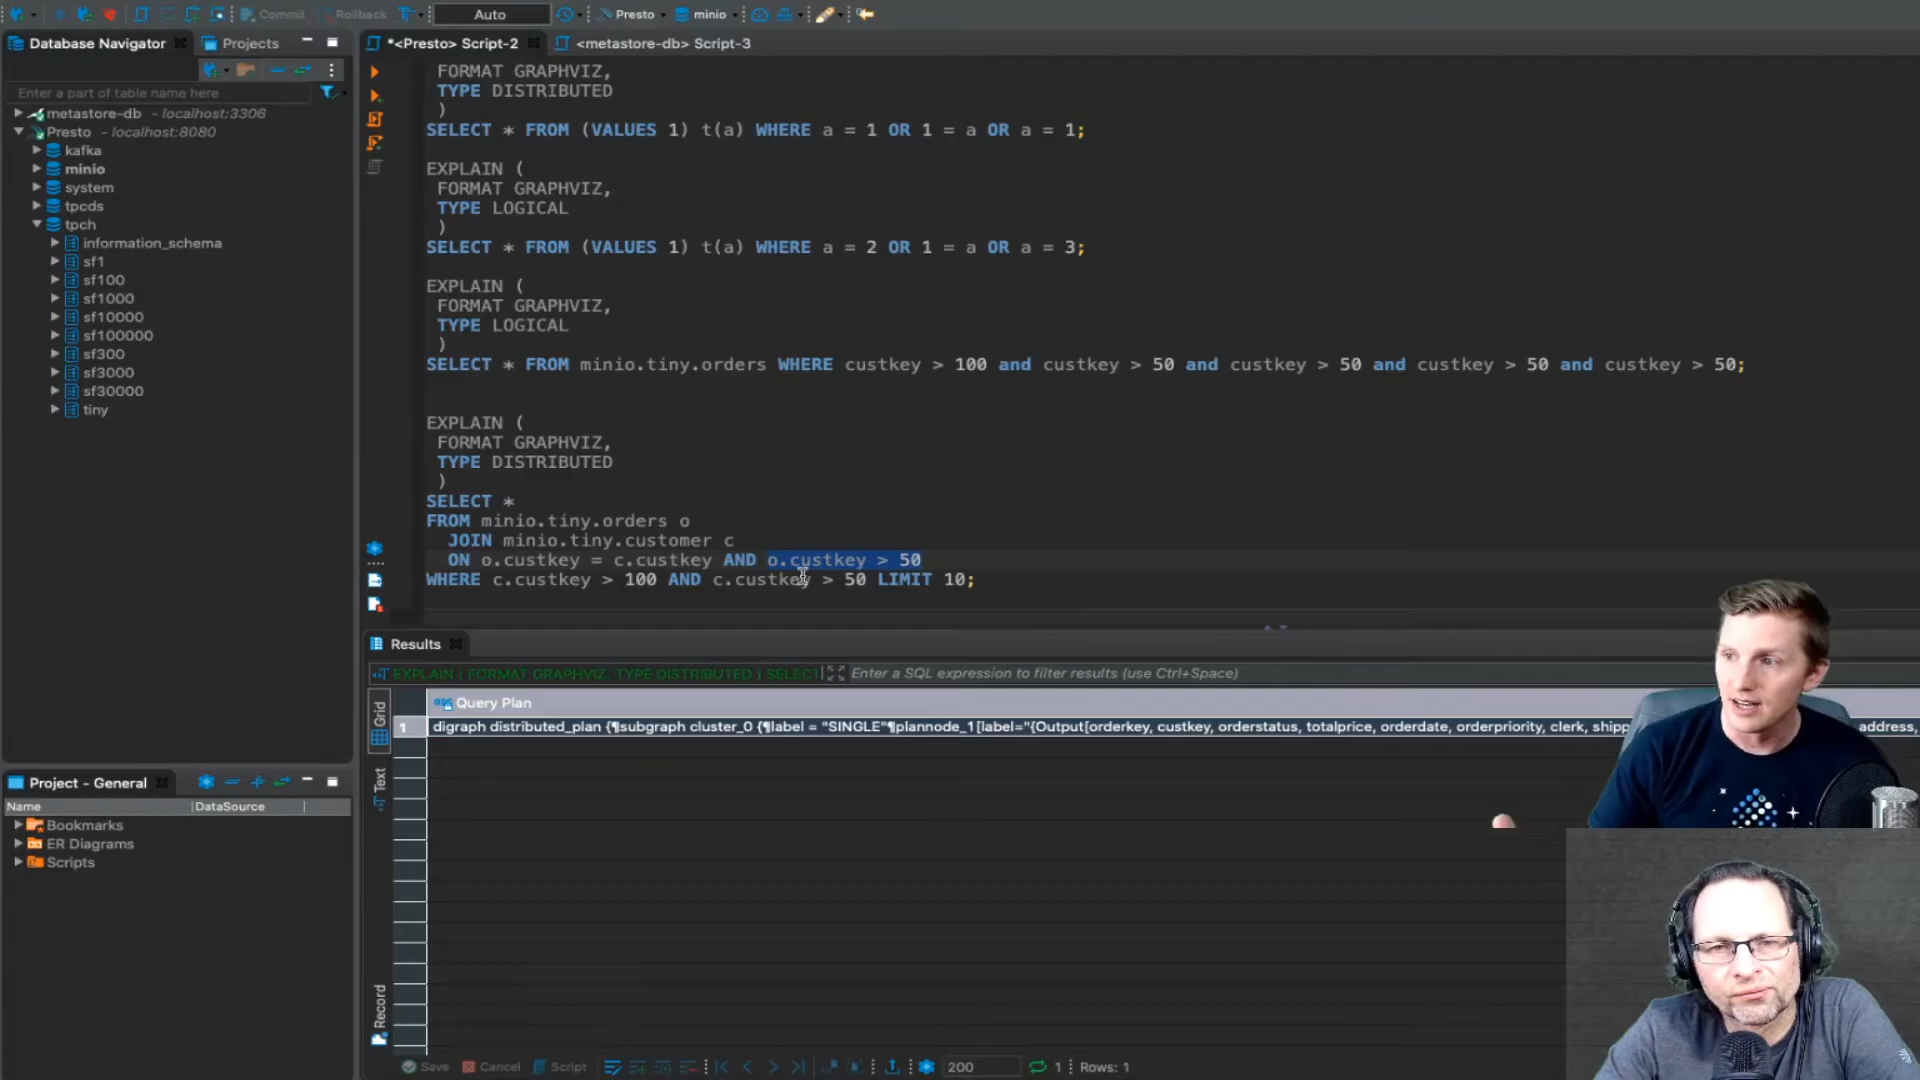 Commit
Rollback
Auto
Presto
minio
Database Navigator
Projects
*<Presto> Script-2
<metastore-db> Script-3
Enter a part of table name here
metastore-db - localhost:3306
Presto - localhost:8080
kafka
minio
system
tpcds
tpch
information_schema
sf1
sf100
sf1000
sf10000
sf100000
sf300
sf3000
sf30000
tiny
FORMAT GRAPHVIZ,
TYPE DISTRIBUTED
)
SELECT * FROM (VALUES 1) t(a) WHERE a = 1 OR 1 = a OR a = 1;
EXPLAIN (
FORMAT GRAPHVIZ,
TYPE LOGICAL
)
SELECT * FROM (VALUES 1) t(a) WHERE a = 2 OR 1 = a OR a = 3;
EXPLAIN (
FORMAT GRAPHVIZ,
TYPE LOGICAL
)
SELECT * FROM minio.tiny.orders WHERE custkey > 100 and custkey > 50 and custkey > 50 and custkey > 50 and custkey > 50;
EXPLAIN (
FORMAT GRAPHVIZ,
TYPE DISTRIBUTED
)
SELECT *
FROM minio.tiny.orders o
JOIN minio.tiny.customer c
ON o.custkey = c.custkey AND o.custkey > 50
WHERE c.custkey > 100 AND c.custkey > 50 LIMIT 10;
Results
EXPLAIN ( FORMAT GRAPHVIZ, TYPE DISTRIBUTED ) SELECT
Enter a SQL expression to filter results (use Ctrl+Space)
Grid
Text
Record
Query Plan
1
digraph distributed_plan {¶subgraph cluster_0 {¶label = "SINGLE"¶plannode_1[label="{Output[orderkey, custkey, orderstatus, totalprice, orderdate, orderpriority, clerk, shipp
address,
Project - General
Name
DataSource
Bookmarks
ER Diagrams
Scripts
Save
Cancel
Script
200
1
Rows: 1